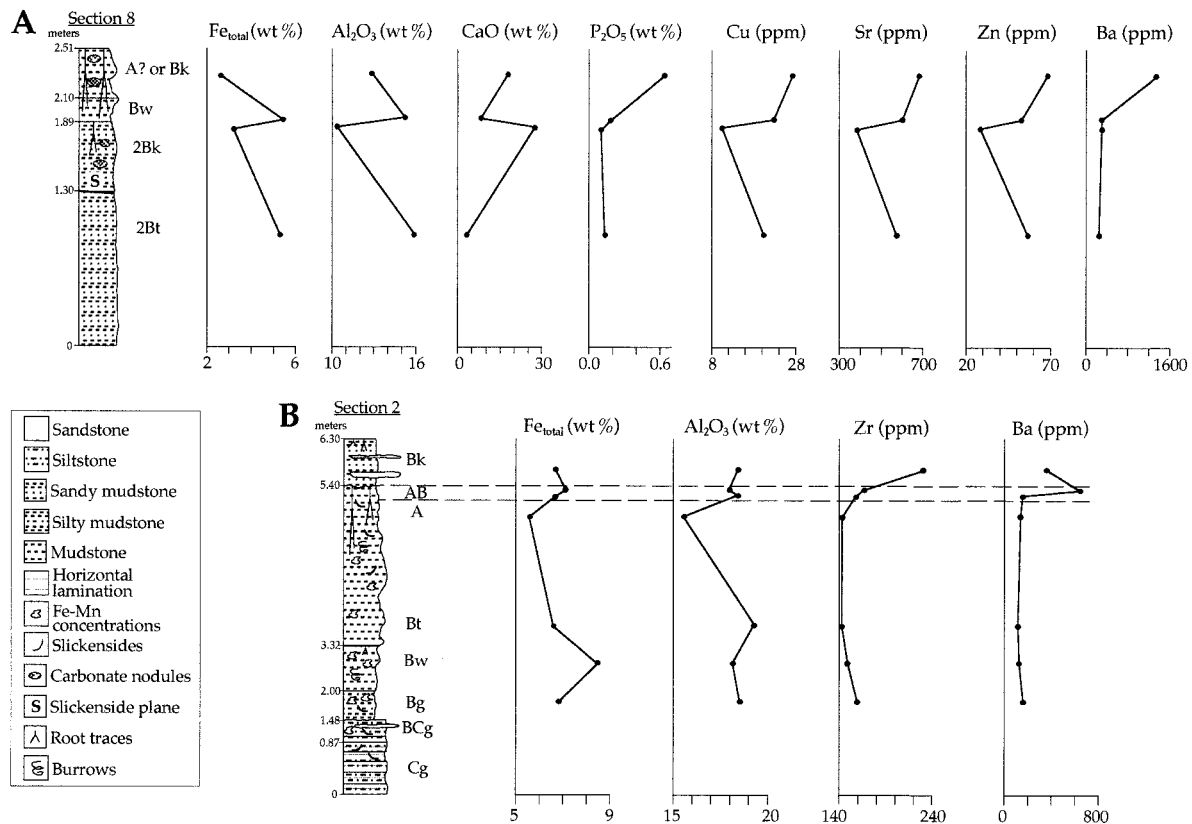 A
Section 8
meters
2.51
2.10
1.89
1.30
0
A? or Bk
Bw
2Bk
2Bt
S
Fetotal (wt %)
2 6
Al2O3 (wt %)
10 16
CaO (wt %)
0 30
P2O5 (wt %)
0.0 0.6
Cu (ppm)
8 28
Sr (ppm)
300 700
Zn (ppm)
20 70
Ba (ppm)
0 1600
Sandstone
Siltstone
Sandy mudstone
Silty mudstone
Mudstone
Horizontal
lamination
Fe-Mn
concentrations
Slickensides
Carbonate nodules
S Slickenside plane
Root traces
Burrows
B
Section 2
meters
6.30
5.40
3.32
2.00
1.48
0.87
0
Bk
AB
A
Bt
Bw
Bg
BCg
Cg
Fetotal (wt %)
5 9
Al2O3 (wt %)
15 20
Zr (ppm)
140 240
Ba (ppm)
0 800